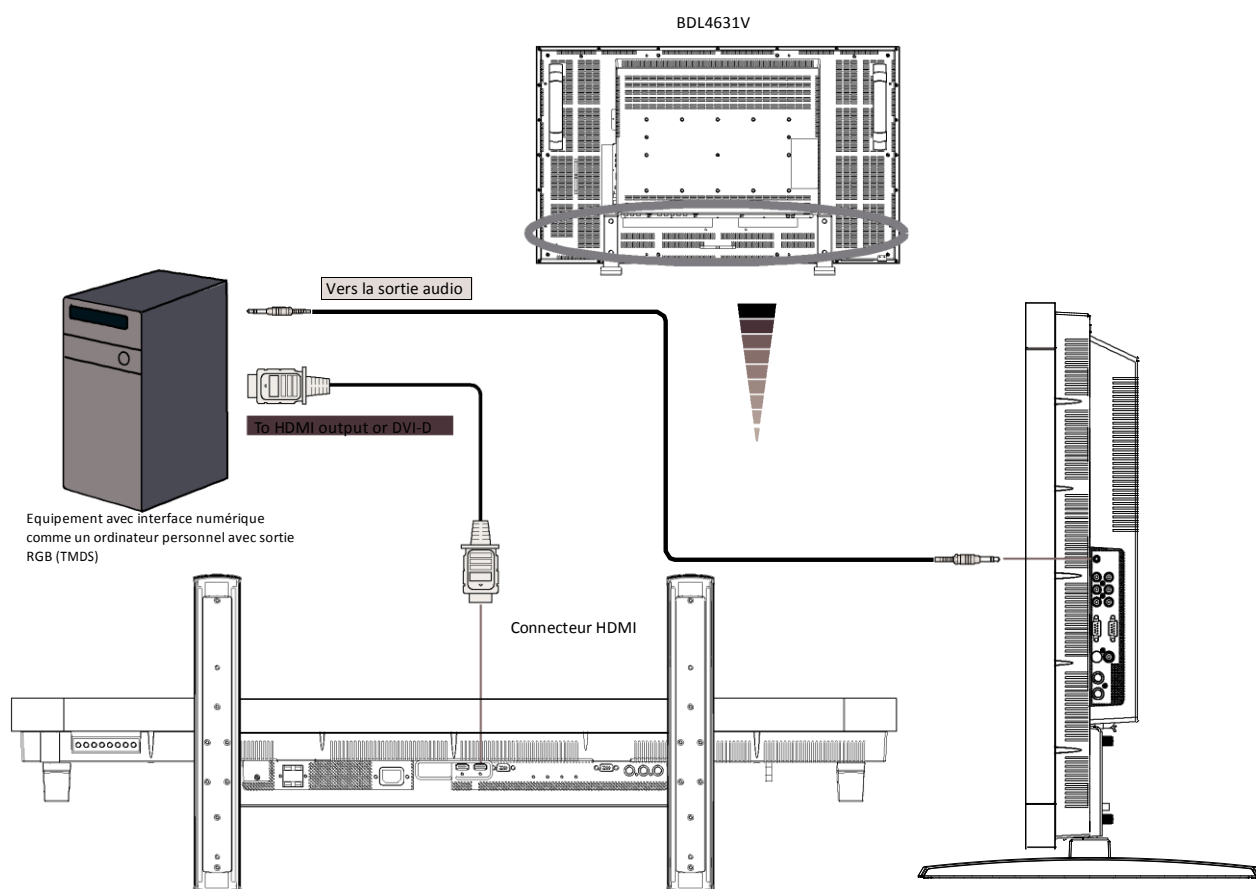 BDL4631V
Vers la sortie audio
To HDMI output or DVI-D
Equipement avec interface numérique
comme un ordinateur personnel avec sortie
RGB (TMDS)
Connecteur HDMI